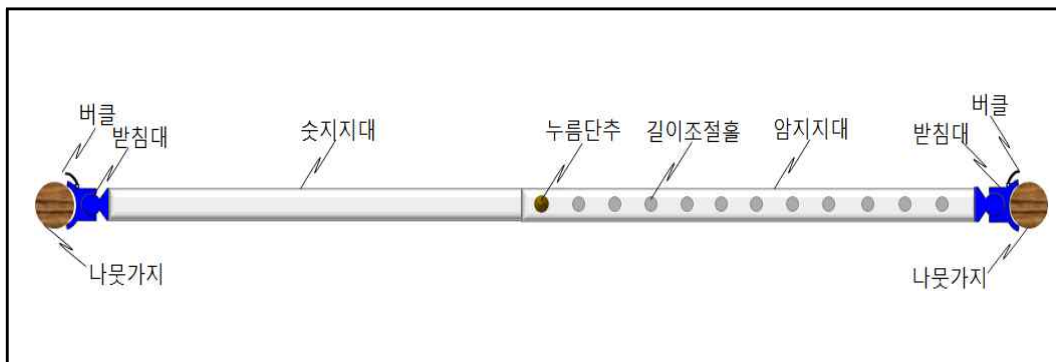 버클
받침대
숫지지대
누름단추
길이조절홀
암지지대
받침대
버클
나뭇가지
나뭇가지